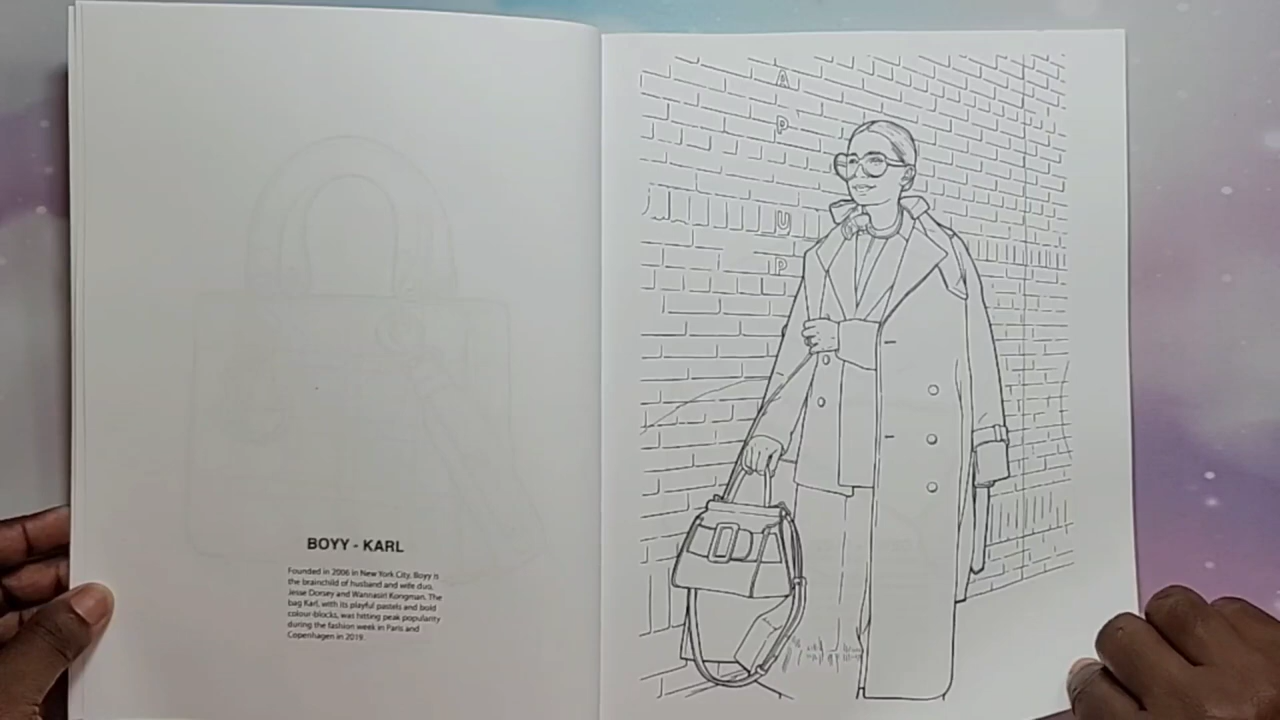 BOYY - KARL
Founded in 2006 in New York City, Boyy is
the brainchild of husband and wife duo,
Jesse Dorsey and Wannasiri Kongman. The
bag Karl, with its playful pastels and bold
colour-blocks, was hitting peak popularity
during the fashion week in Paris and
Copenhagen in 2019.
A
P
U
P